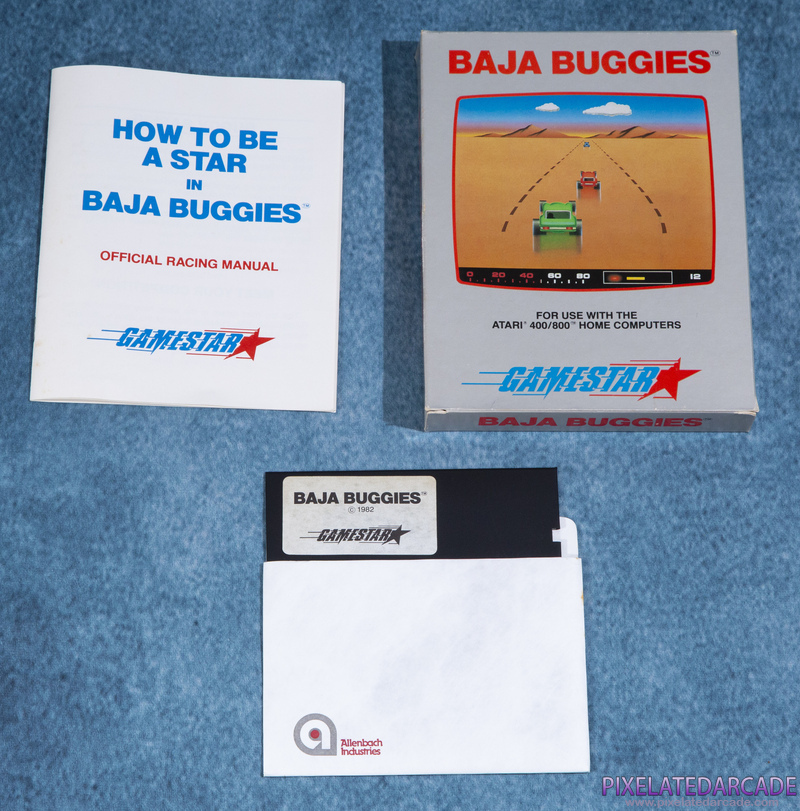 HOW TO BE
A STAR
IN
BAJA BUGGIES™
OFFICIAL RACING MANUAL
GAMESTAR
BAJA BUGGIES™
0 20 40 60 80 12
FOR USE WITH THE
ATARI® 400/800™ HOME COMPUTERS
GAMESTAR
BAJA BUGGIES™
BAJA BUGGIES™
© 1982
GAMESTAR
a
Allenbach
Industries
PIXELATEDARCADE
www.pixelatedarcade.com